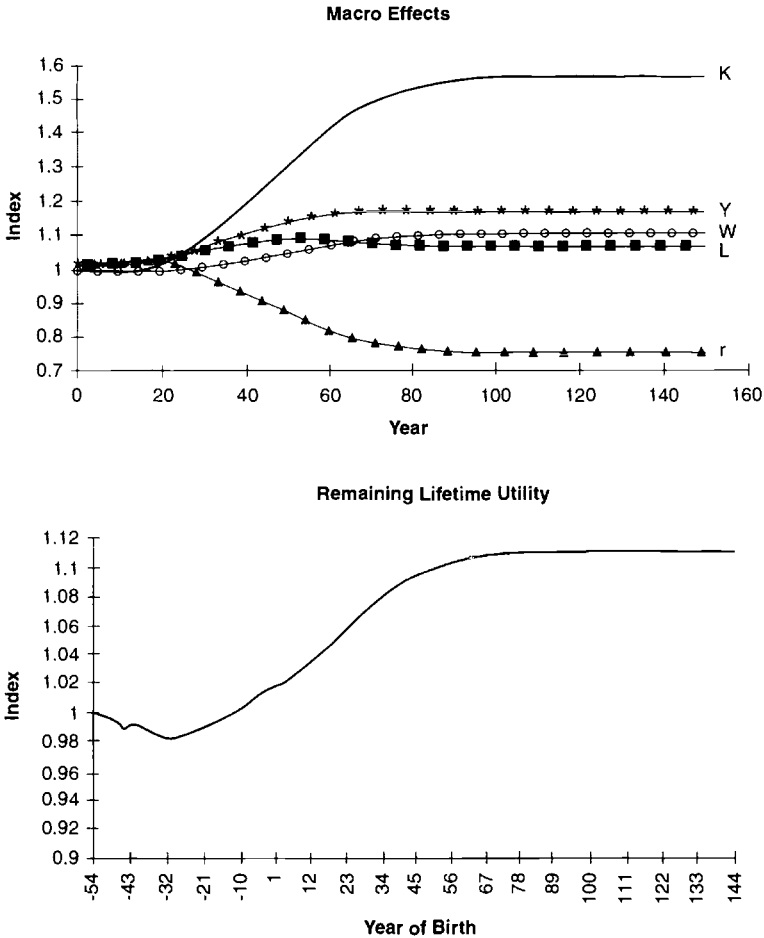 Macro Effects
1.6
1.5
1.4
1.3
1.2
1.1
1
0.9
0.8
0.7
Index
K
Y
W
L
r
0 20 40 60 80 100 120 140 160
Year
Remaining Lifetime Utility
1.12
1.1
1.08
1.06
1.04
1.02
1
0.98
0.96
0.94
0.92
0.9
Index
-54 -43 -32 -21 -10 1 12 23 34 45 56 67 78 89 100 111 122 133 144
Year of Birth